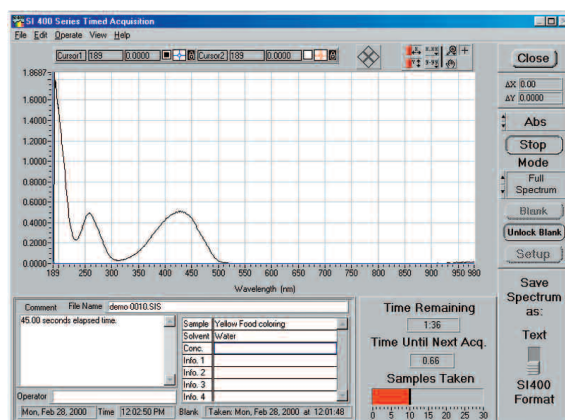 SI 400 Series Timed Acquisition
File Edit Operate View Help
Cursor1 189 0.0000 Cursor2 189 0.0000
Close
ΔX 0.00
ΔY 0.0000
Abs
Stop
Mode
Full
Spectrum
Blank
Unlock Blank
Setup
1.8687
1.6000
1.4000
1.2000
1.0000
0.8000
0.6000
0.4000
0.2000
0.0000
189 250 300 350 400 450 500 550 600 650 700 750 800 850 900 950 980
Wavelength (nm)
Comment File Name demo 0010.SIS
45.00 seconds elapsed time.
Sample Yellow Food coloring
Solvent Water
Conc.
Info. 1
Info. 2
Info. 3
Info. 4
Operator
Mon, Feb 28, 2000 Time 12:02:50 PM Blank Taken: Mon, Feb 28, 2000 at 12:01:48
Time Remaining
1:36
Time Until Next Acq.
0.66
Samples Taken
0 5 10 15 20 25 30
Save
Spectrum
as:
Text
SI400
Format